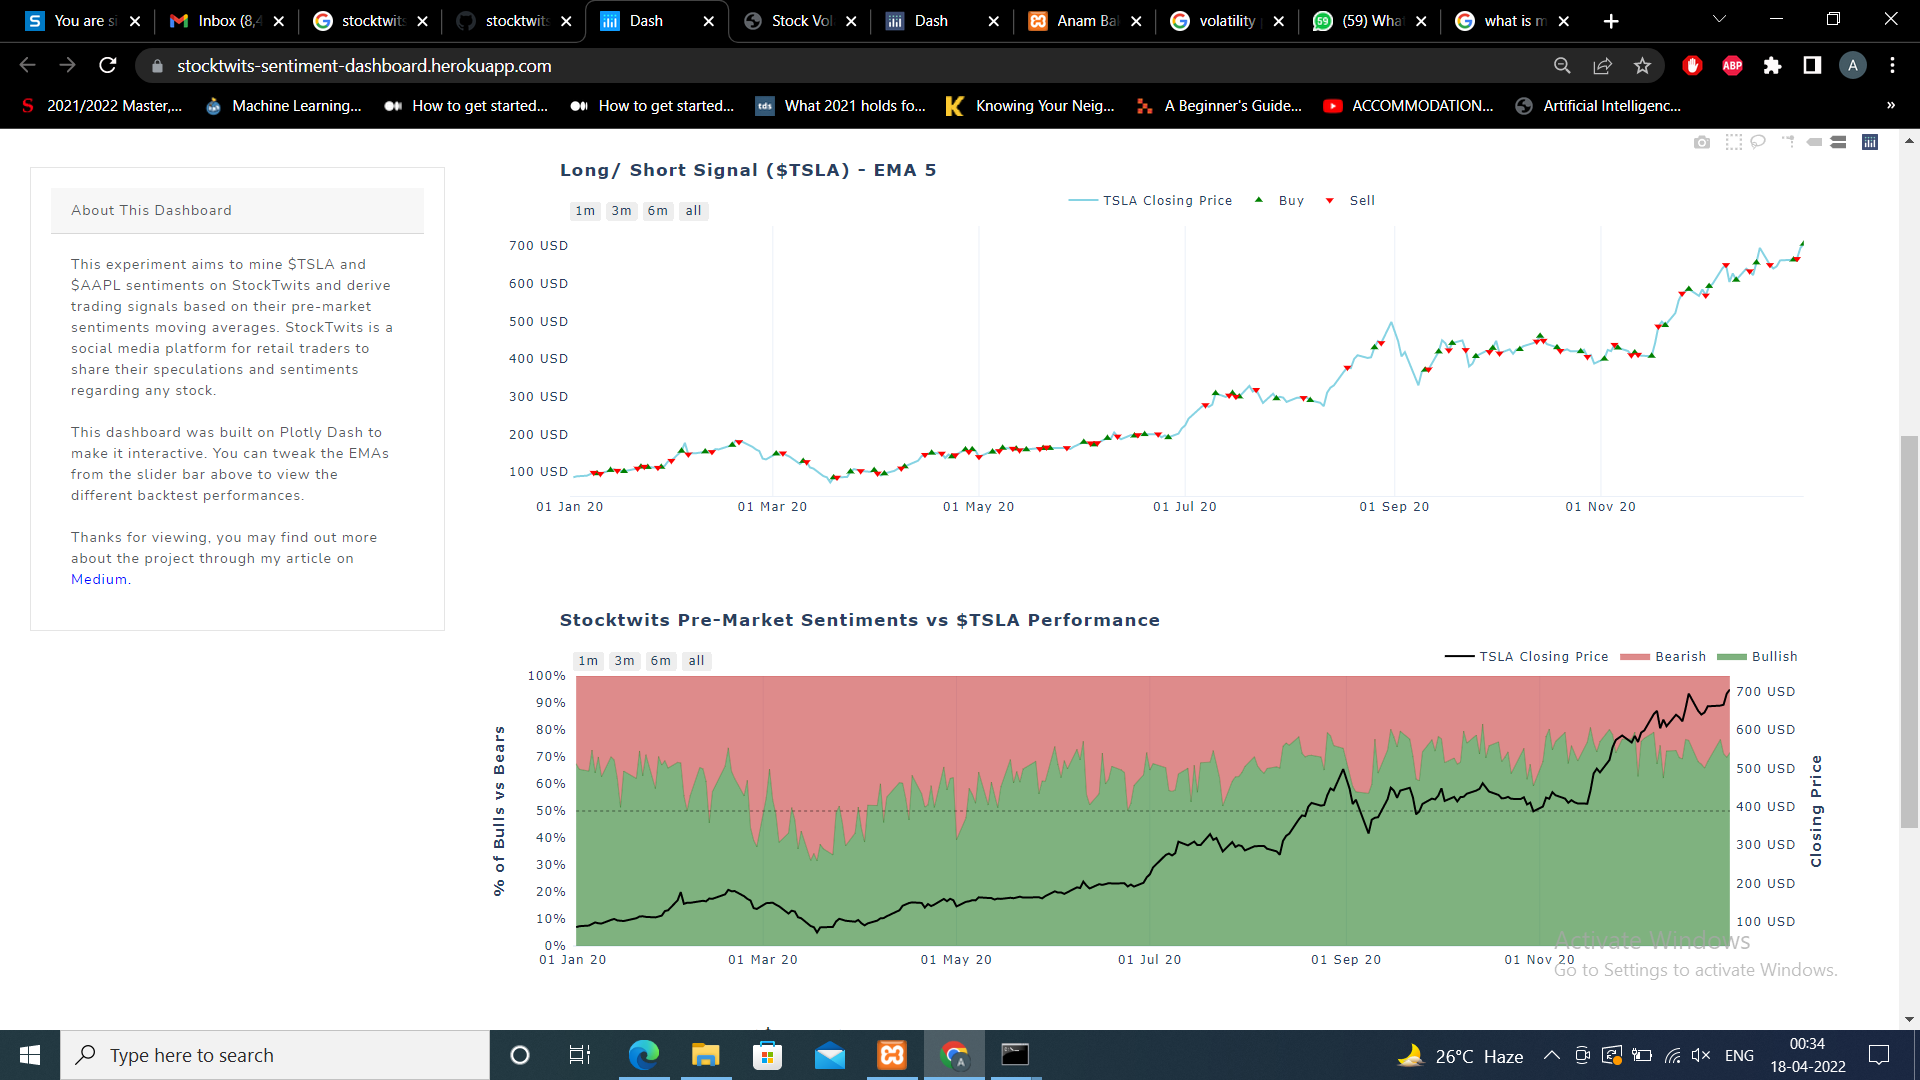 You are si
Inbox (8,4
stocktwits
stocktwits
Dash
Stock Vol
Dash
Anam Ba
volatility
(59) Wha
what is m
stocktwits-sentiment-dashboard.herokuapp.com
ABP
A
S 2021/2022 Master,...
Machine Learning...
How to get started...
How to get started...
tds What 2021 holds fo...
Knowing Your Neig...
A Beginner's Guide...
ACCOMMODATION...
Artificial Intelligenc...
»
About This Dashboard
This experiment aims to mine $TSLA and
$AAPL sentiments on StockTwits and derive
trading signals based on their pre-market
sentiments moving averages. StockTwits is a
social media platform for retail traders to
share their speculations and sentiments
regarding any stock.
This dashboard was built on Plotly Dash to
make it interactive. You can tweak the EMAs
from the slider bar above to view the
different backtest performances.
Thanks for viewing, you may find out more
about the project through my article on
Medium.
Long/ Short Signal ($TSLA) - EMA 5
1m 3m 6m all
TSLA Closing Price Buy Sell
700 USD
600 USD
500 USD
400 USD
300 USD
200 USD
100 USD
01 Jan 20 01 Mar 20 01 May 20 01 Jul 20 01 Sep 20 01 Nov 20
Stocktwits Pre-Market Sentiments vs $TSLA Performance
1m 3m 6m all
TSLA Closing Price Bearish Bullish
% of Bulls vs Bears
100%
90%
80%
70%
60%
50%
40%
30%
20%
10%
0%
700 USD
600 USD
500 USD
400 USD
300 USD
200 USD
100 USD
Closing Price
01 Jan 20 01 Mar 20 01 May 20 01 Jul 20 01 Sep 20 01 Nov 20
Activate Windows
Go to Settings to activate Windows.
Type here to search
26°C Haze
ENG
00:34
18-04-2022